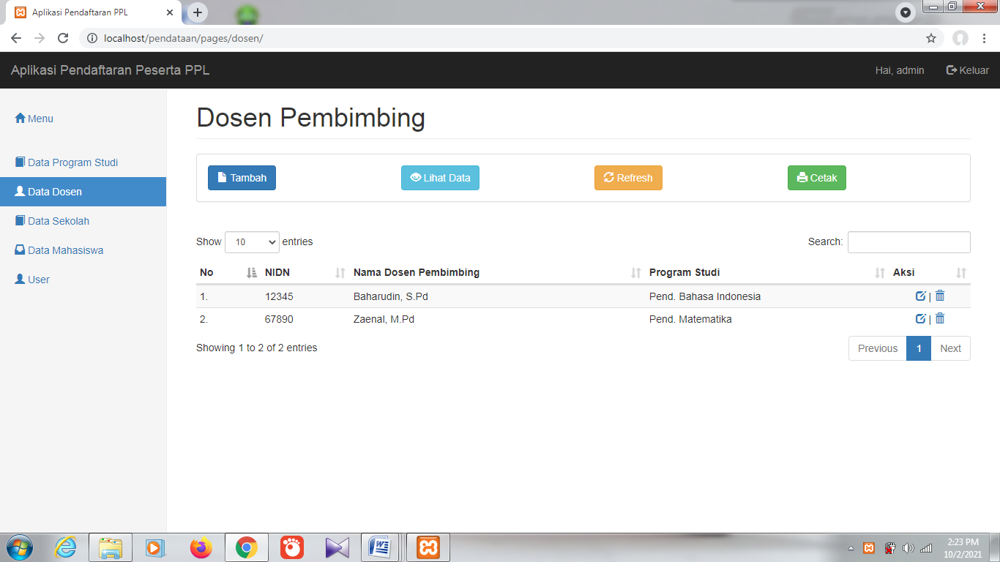 Aplikasi Pendaftaran PPL
localhost/pendataan/pages/dosen/
Aplikasi Pendaftaran Peserta PPL Hai, admin Keluar
Menu
Data Program Studi
Data Dosen
Data Sekolah
Data Mahasiswa
User
Dosen Pembimbing
Tambah Lihat Data Refresh Cetak
Show 10 entries Search:
No NIDN Nama Dosen Pembimbing Program Studi Aksi
1. 12345 Baharudin, S.Pd Pend. Bahasa Indonesia |
2. 67890 Zaenal, M.Pd Pend. Matematika |
Showing 1 to 2 of 2 entries Previous 1 Next
2:23 PM
10/2/2021